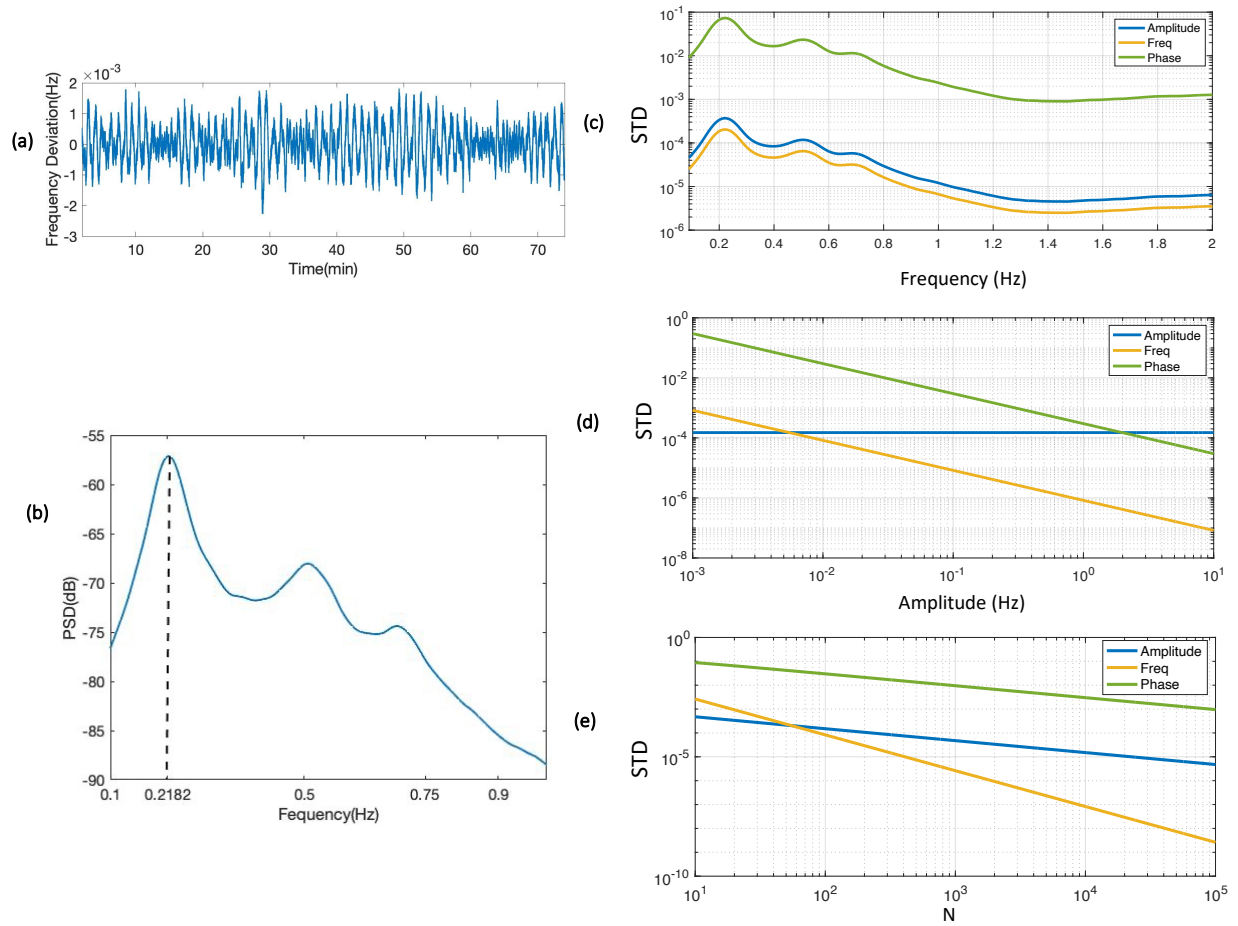 (a)
×10⁻³
Frequency Deviation(Hz)
2
1
0
-1
-2
-3
10 20 30 40 50 60 70
Time(min)
(b)
PSD(dB)
-55
-60
-65
-70
-75
-80
-85
-90
0.1 0.2182 0.5 0.75 0.9
Fequency(Hz)
(c)
STD
10⁻¹
10⁻²
10⁻³
10⁻⁴
10⁻⁵
10⁻⁶
Amplitude
Freq
Phase
0.2 0.4 0.6 0.8 1 1.2 1.4 1.6 1.8 2
Frequency (Hz)
(d)
STD
10⁰
10⁻²
10⁻⁴
10⁻⁶
10⁻⁸
Amplitude
Freq
Phase
10⁻³ 10⁻² 10⁻¹ 10⁰ 10¹
Amplitude (Hz)
(e)
STD
10⁰
10⁻⁵
10⁻¹⁰
Amplitude
Freq
Phase
10¹ 10² 10³ 10⁴ 10⁵
N